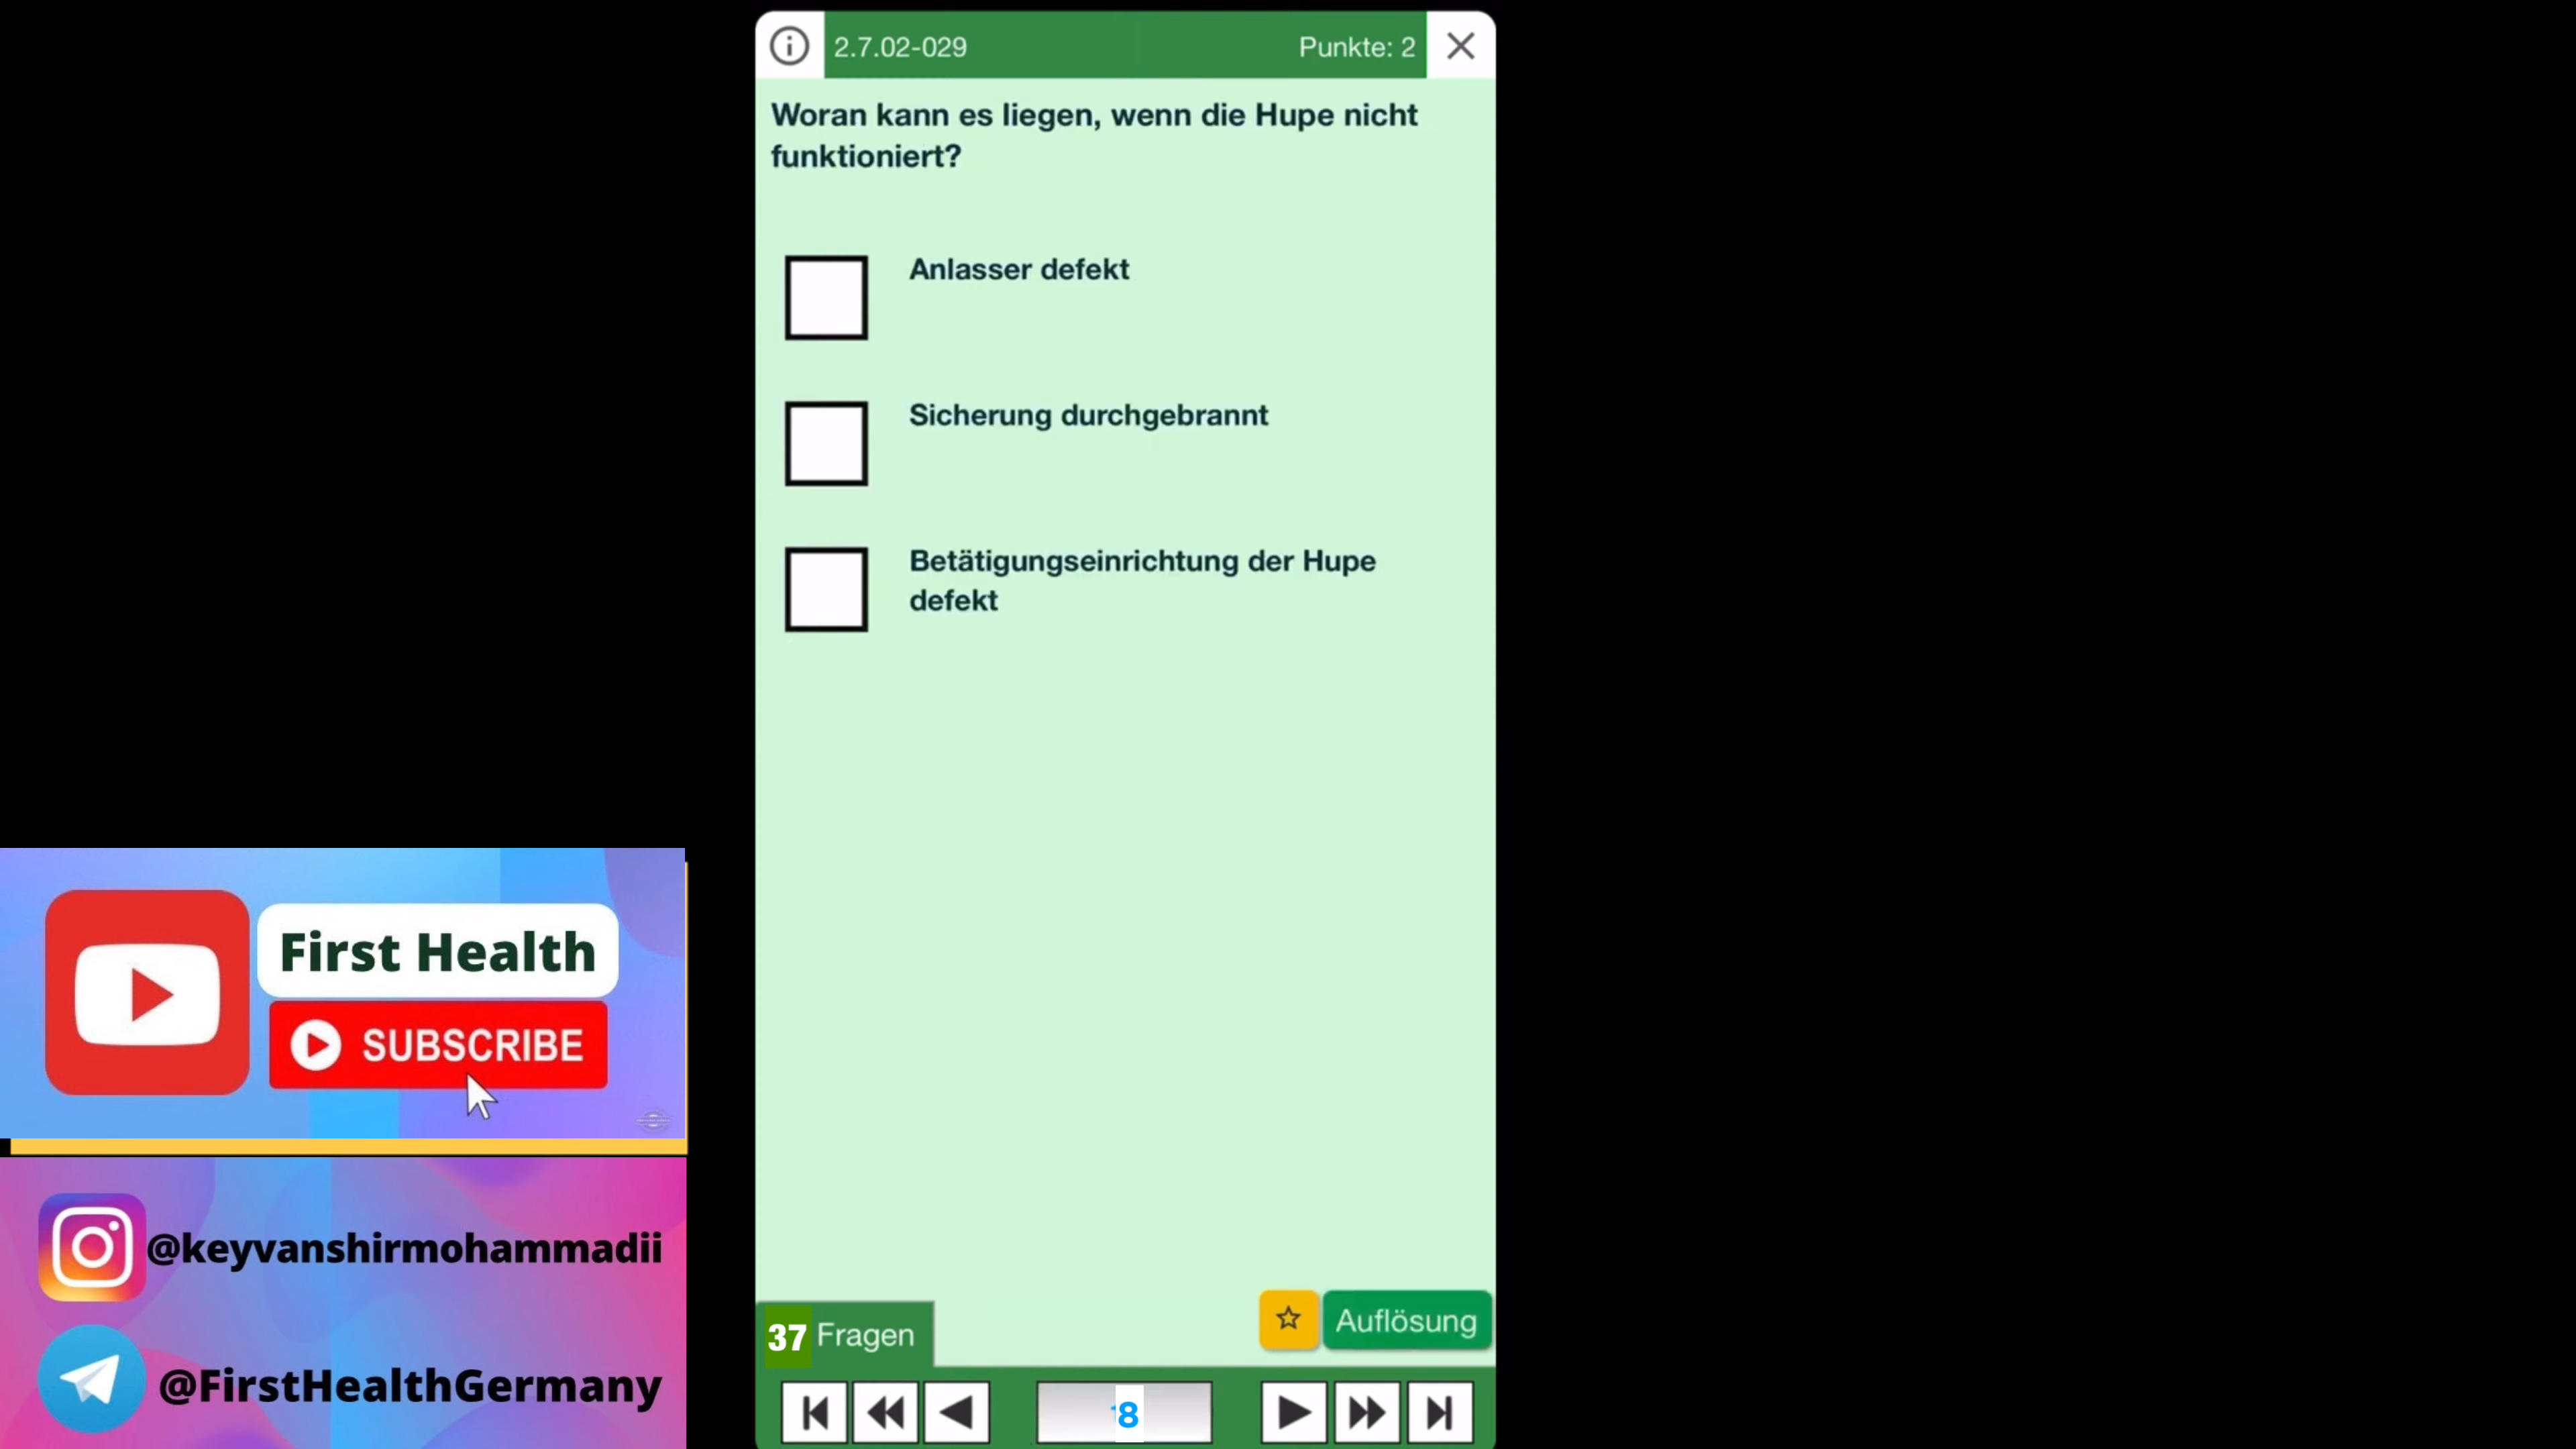 2.7.02-029
Punkte: 2
Woran kann es liegen, wenn die Hupe nicht
funktioniert?
Anlasser defekt
Sicherung durchgebrannt
Betätigungseinrichtung der Hupe
defekt
First Health
SUBSCRIBE
@keyvanshirmohammadii
@FirstHealthGermany
37 Fragen
Auflösung
8